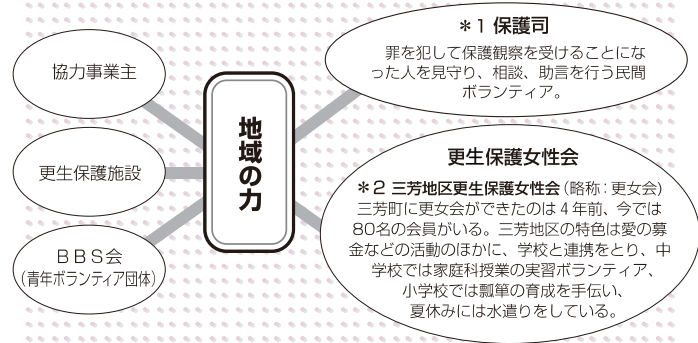 協力事業主
更生保護施設
BBS会
(青年ボランティア団体)
地域の力
*1 保護司
罪を犯して保護観察を受けることにな
った人を見守り、相談、助言を行う民間
ボランティア。
更生保護女性会
*2 三芳地区更生保護女性会(略称:更女会)
三芳町に更女会ができたのは4年前、今では
80名の会員がいる。三芳地区の特色は愛の募
金などの活動のほかに、学校と連携をとり、中
学校では家庭科授業の実習ボランティア、
小学校では瓢箪の育成を手伝い、
夏休みには水遣りをしている。